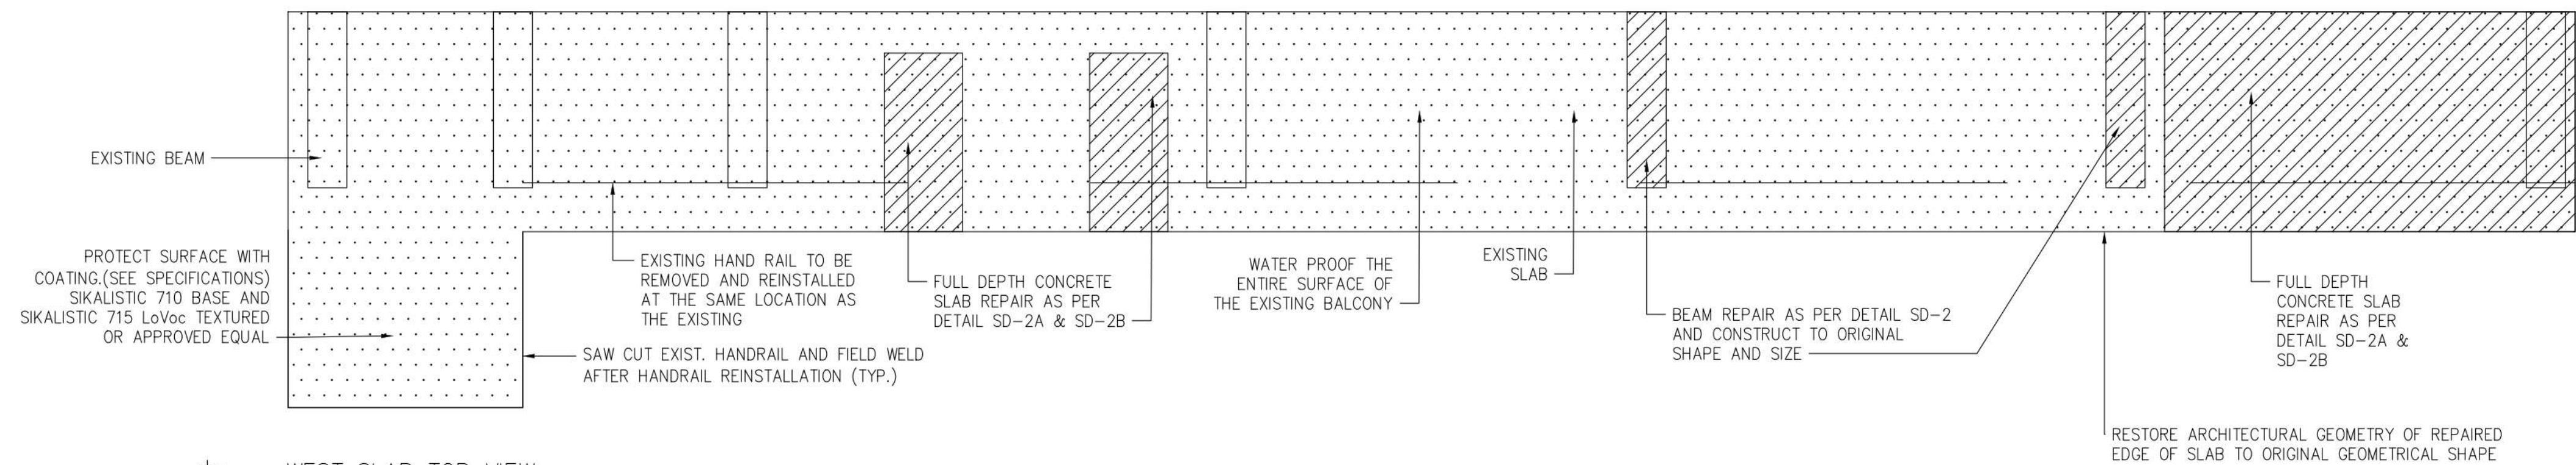 EXISTING BEAM
PROTECT SURFACE WITH
COATING.(SEE SPECIFICATIONS)
SIKALISTIC 710 BASE AND
SIKALISTIC 715 LoVoc TEXTURED
OR APPROVED EQUAL
EXISTING HAND RAIL TO BE
REMOVED AND REINSTALLED
AT THE SAME LOCATION AS
THE EXISTING
SAW CUT EXIST. HANDRAIL AND FIELD WELD
AFTER HANDRAIL REINSTALLATION (TYP.)
FULL DEPTH CONCRETE
SLAB REPAIR AS PER
DETAIL SD-2A & SD-2B
WATER PROOF THE
ENTIRE SURFACE OF
THE EXISTING BALCONY
EXISTING
SLAB
BEAM REPAIR AS PER DETAIL SD-2
AND CONSTRUCT TO ORIGINAL
SHAPE AND SIZE
FULL DEPTH
CONCRETE SLAB
REPAIR AS PER
DETAIL SD-2A &
SD-2B
RESTORE ARCHITECTURAL GEOMETRY OF REPAIRED
EDGE OF SLAB TO ORIGINAL GEOMETRICAL SHAPE
WEST SLAB TOP VIEW